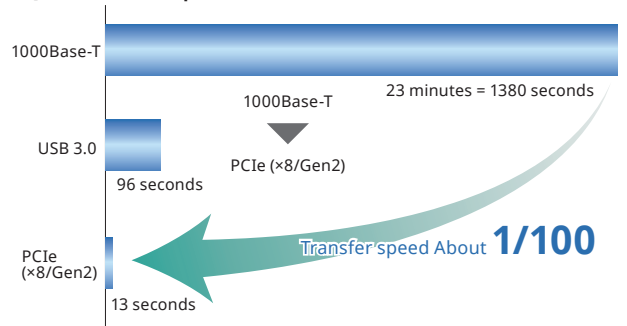 1000Base-T
23 minutes = 1380 seconds
1000Base-T
PCIe (×8/Gen2)
USB 3.0
96 seconds
Transfer speed About 1/100
PCIe
(×8/Gen2)
13 seconds